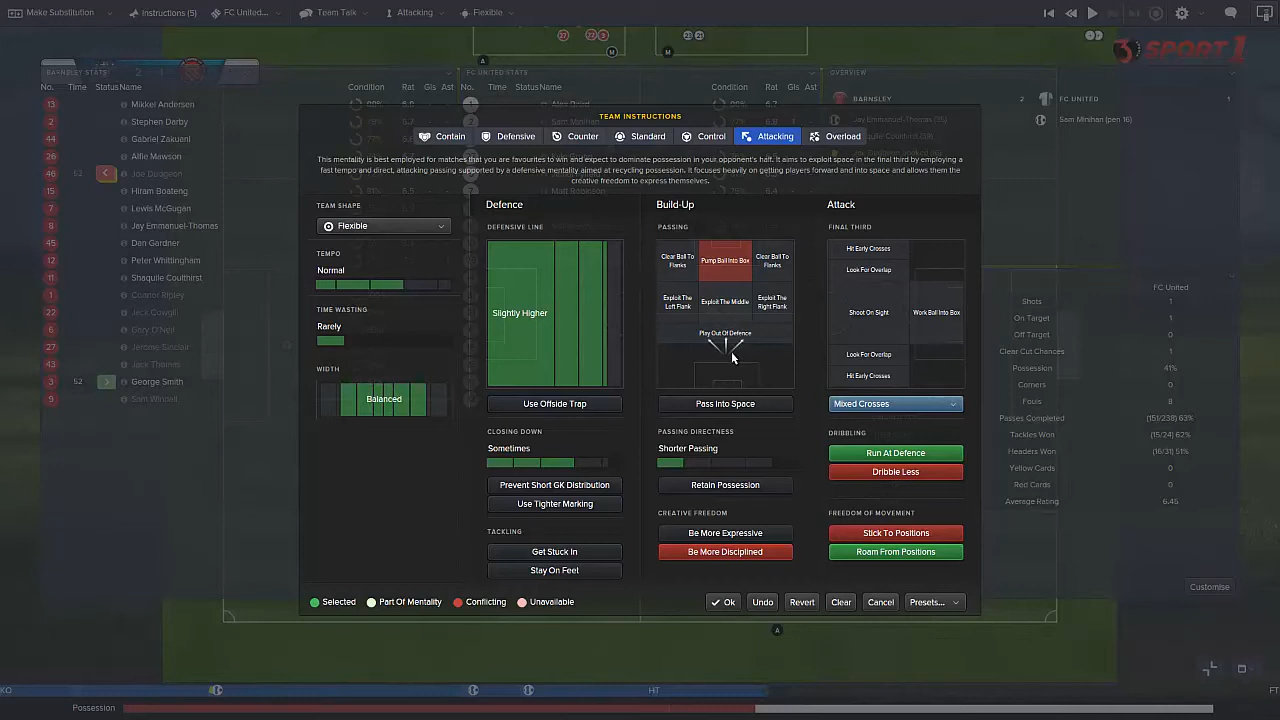 Make Substitution
Instructions (5)
FC United...
Team Talk
Attacking
Flexible
SPORT 1
BARNSLEY STATS
2
1
FC UNITED STATS
OVERVIEW
No. Time Status Name Condition Rat Gls Ast
No. Time Status Name Condition Rat Gls Ast
BARNSLEY 2
FC UNITED 1
Sam Minihan (pen 16)
13 Mikkel Andersen
2 Stephen Darby
44 Gabriel Zakuani
26 Alfie Mawson
46 52 Joe Dudgeon
15 Hiram Boateng
7 Lewis McGugan
8 Jay Emmanuel-Thomas
45 Dan Gardner
12 Peter Whittingham
11 Shaquile Coulthirst
1 Connor Ripley
22 Jack Cowgill
6 Gary O'Neil
27 Jerome Sinclair
43 Jack Thomas
3 52 George Smith
9 Sam Winnall
TEAM INSTRUCTIONS
Contain
Defensive
Counter
Standard
Control
Attacking
Overload
This mentality is best employed for matches that you are favourites to win and expect to dominate possession in your opponent's half. It aims to exploit space in the final third by employing a
fast tempo and direct, attacking passing supported by a defensive mentality aimed at recycling possession. It focuses heavily on getting players forward and into space and allows them the
creative freedom to express themselves.
TEAM SHAPE
Flexible
TEMPO
Normal
TIME WASTING
Rarely
WIDTH
Balanced
Defence
DEFENSIVE LINE
Slightly Higher
Use Offside Trap
CLOSING DOWN
Sometimes
Prevent Short GK Distribution
Use Tighter Marking
TACKLING
Get Stuck In
Stay On Feet
Build-Up
PASSING
Clear Ball To Flanks
Pump Ball Into Box
Clear Ball To Flanks
Exploit The Left Flank
Exploit The Middle
Exploit The Right Flank
Play Out Of Defence
Pass Into Space
PASSING DIRECTNESS
Shorter Passing
Retain Possession
CREATIVE FREEDOM
Be More Expressive
Be More Disciplined
Attack
FINAL THIRD
Hit Early Crosses
Look For Overlap
Shoot On Sight
Work Ball Into Box
Look For Overlap
Hit Early Crosses
Mixed Crosses
DRIBBLING
Run At Defence
Dribble Less
FREEDOM OF MOVEMENT
Stick To Positions
Roam From Positions
Selected
Part Of Mentality
Conflicting
Unavailable
Ok
Undo
Revert
Clear
Cancel
Presets...
FC United
Shots 1
On Target 1
Off Target 0
Clear Cut Chances 1
Possession 41%
Corners 0
Fouls 8
Passes Completed (151/238) 63%
Tackles Won (15/24) 62%
Headers Won (16/31) 51%
Yellow Cards 0
Red Cards 0
Average Rating 6.45
Customise
KO
HT
FT
Possession